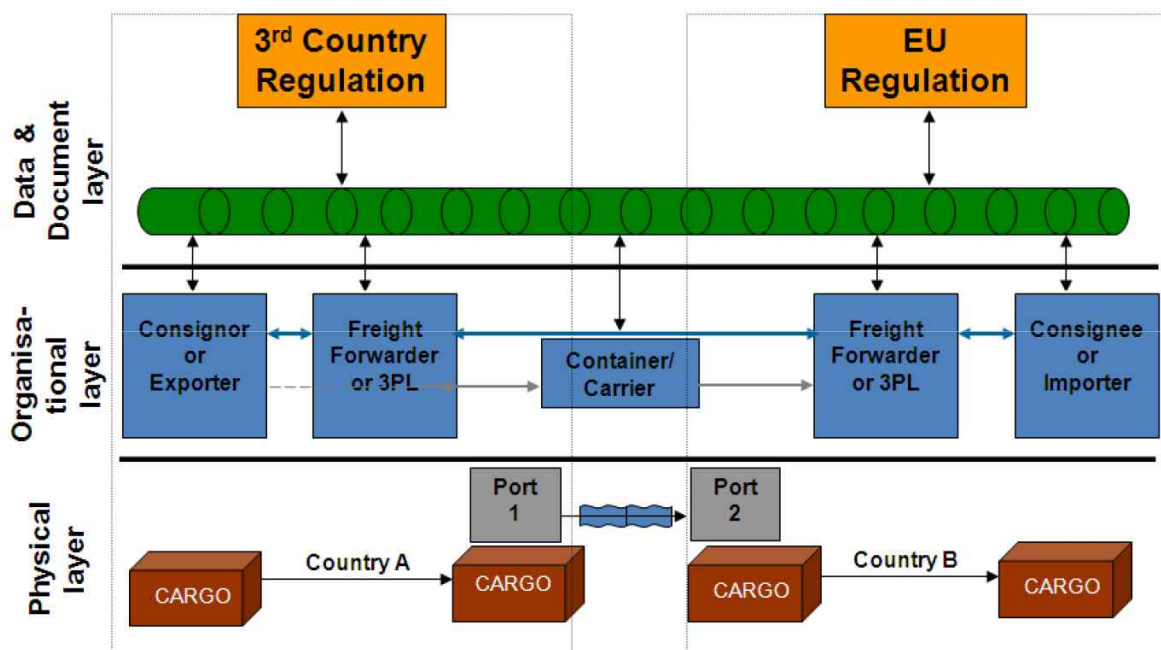 3rd Country
Regulation
EU
Regulation
Data &
Document
layer
Organisa-
tional
layer
Consignor
or
Exporter
Freight
Forwarder
or 3PL
Container/
Carrier
Freight
Forwarder
or 3PL
Consignee
or
Importer
Physical
layer
Port
1
Port
2
CARGO
Country A
CARGO
CARGO
Country B
CARGO